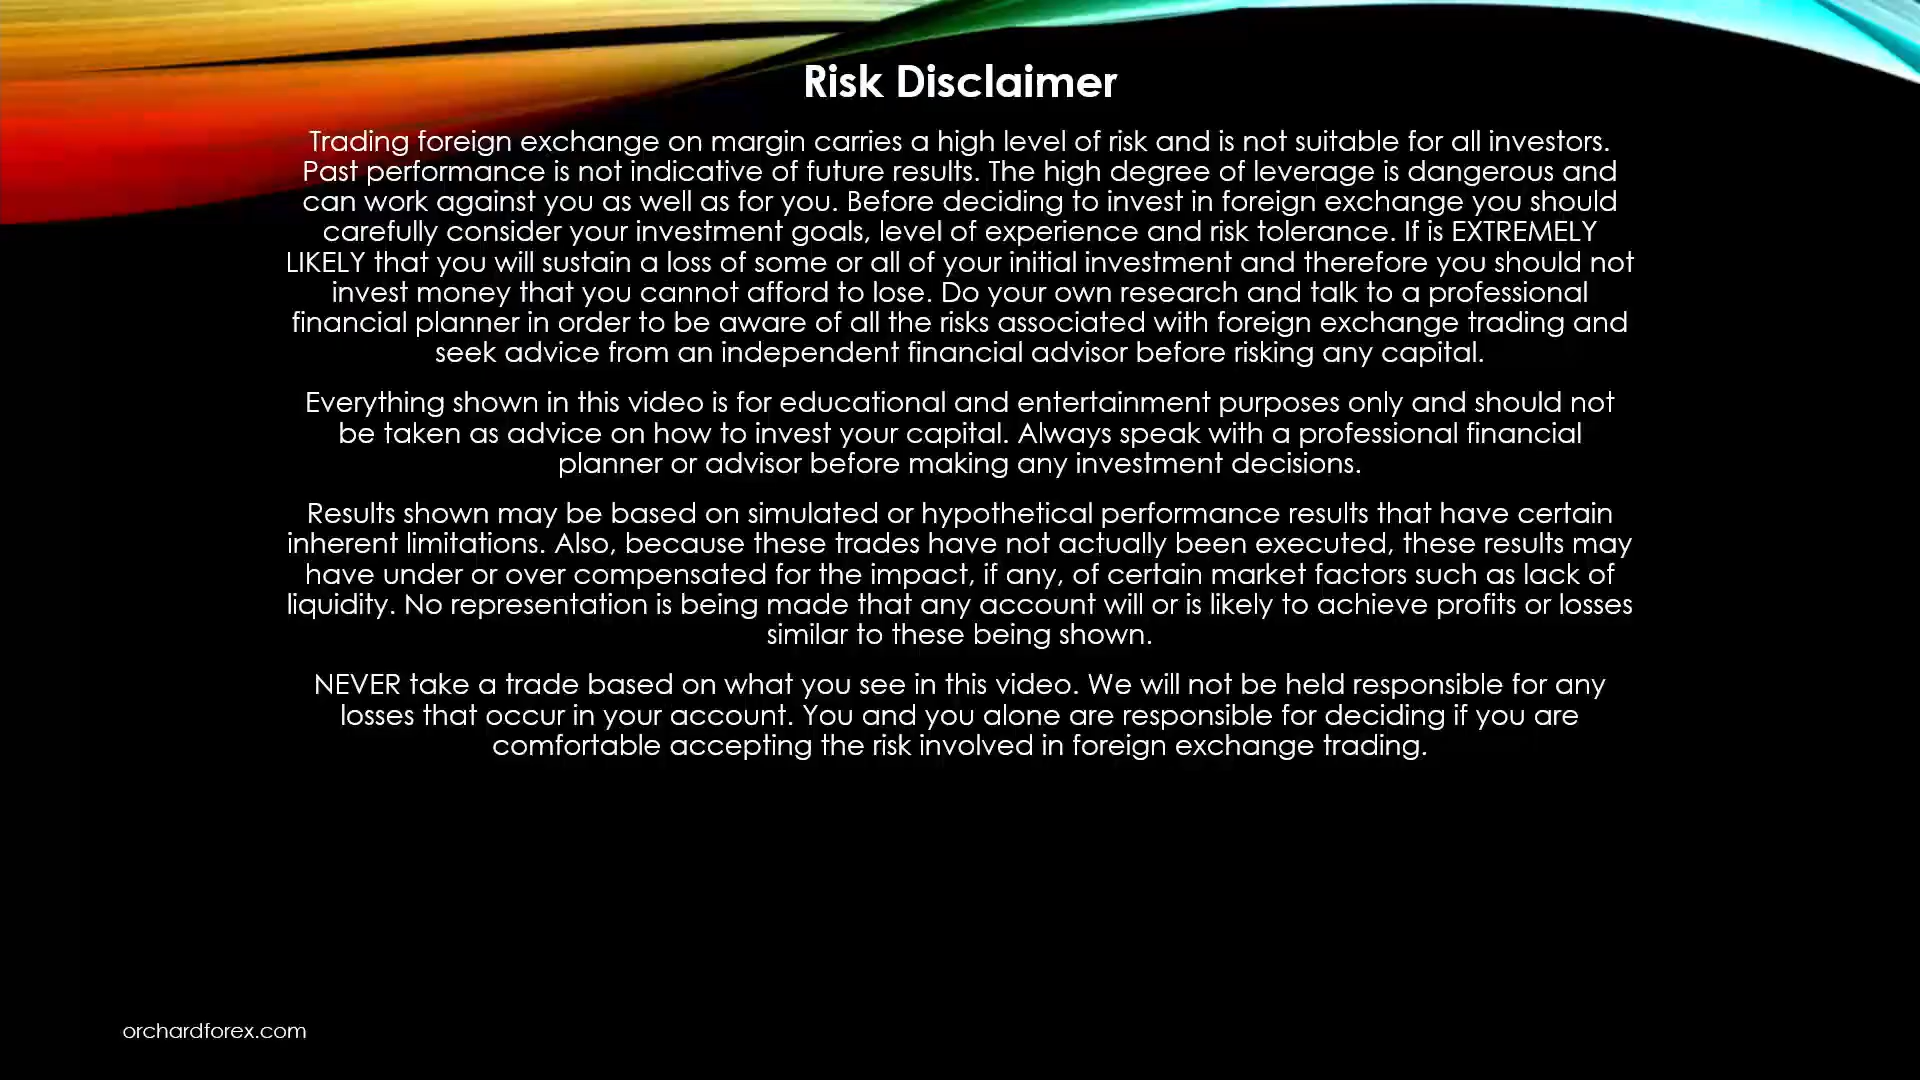 Risk Disclaimer
Trading foreign exchange on margin carries a high level of risk and is not suitable for all investors.
Past performance is not indicative of future results. The high degree of leverage is dangerous and
can work against you as well as for you. Before deciding to invest in foreign exchange you should
carefully consider your investment goals, level of experience and risk tolerance. If is EXTREMELY
LIKELY that you will sustain a loss of some or all of your initial investment and therefore you should not
invest money that you cannot afford to lose. Do your own research and talk to a professional
financial planner in order to be aware of all the risks associated with foreign exchange trading and
seek advice from an independent financial advisor before risking any capital.
Everything shown in this video is for educational and entertainment purposes only and should not
be taken as advice on how to invest your capital. Always speak with a professional financial
planner or advisor before making any investment decisions.
Results shown may be based on simulated or hypothetical performance results that have certain
inherent limitations. Also, because these trades have not actually been executed, these results may
have under or over compensated for the impact, if any, of certain market factors such as lack of
liquidity. No representation is being made that any account will or is likely to achieve profits or losses
similar to these being shown.
NEVER take a trade based on what you see in this video. We will not be held responsible for any
losses that occur in your account. You and you alone are responsible for deciding if you are
comfortable accepting the risk involved in foreign exchange trading.
orchardforex.com